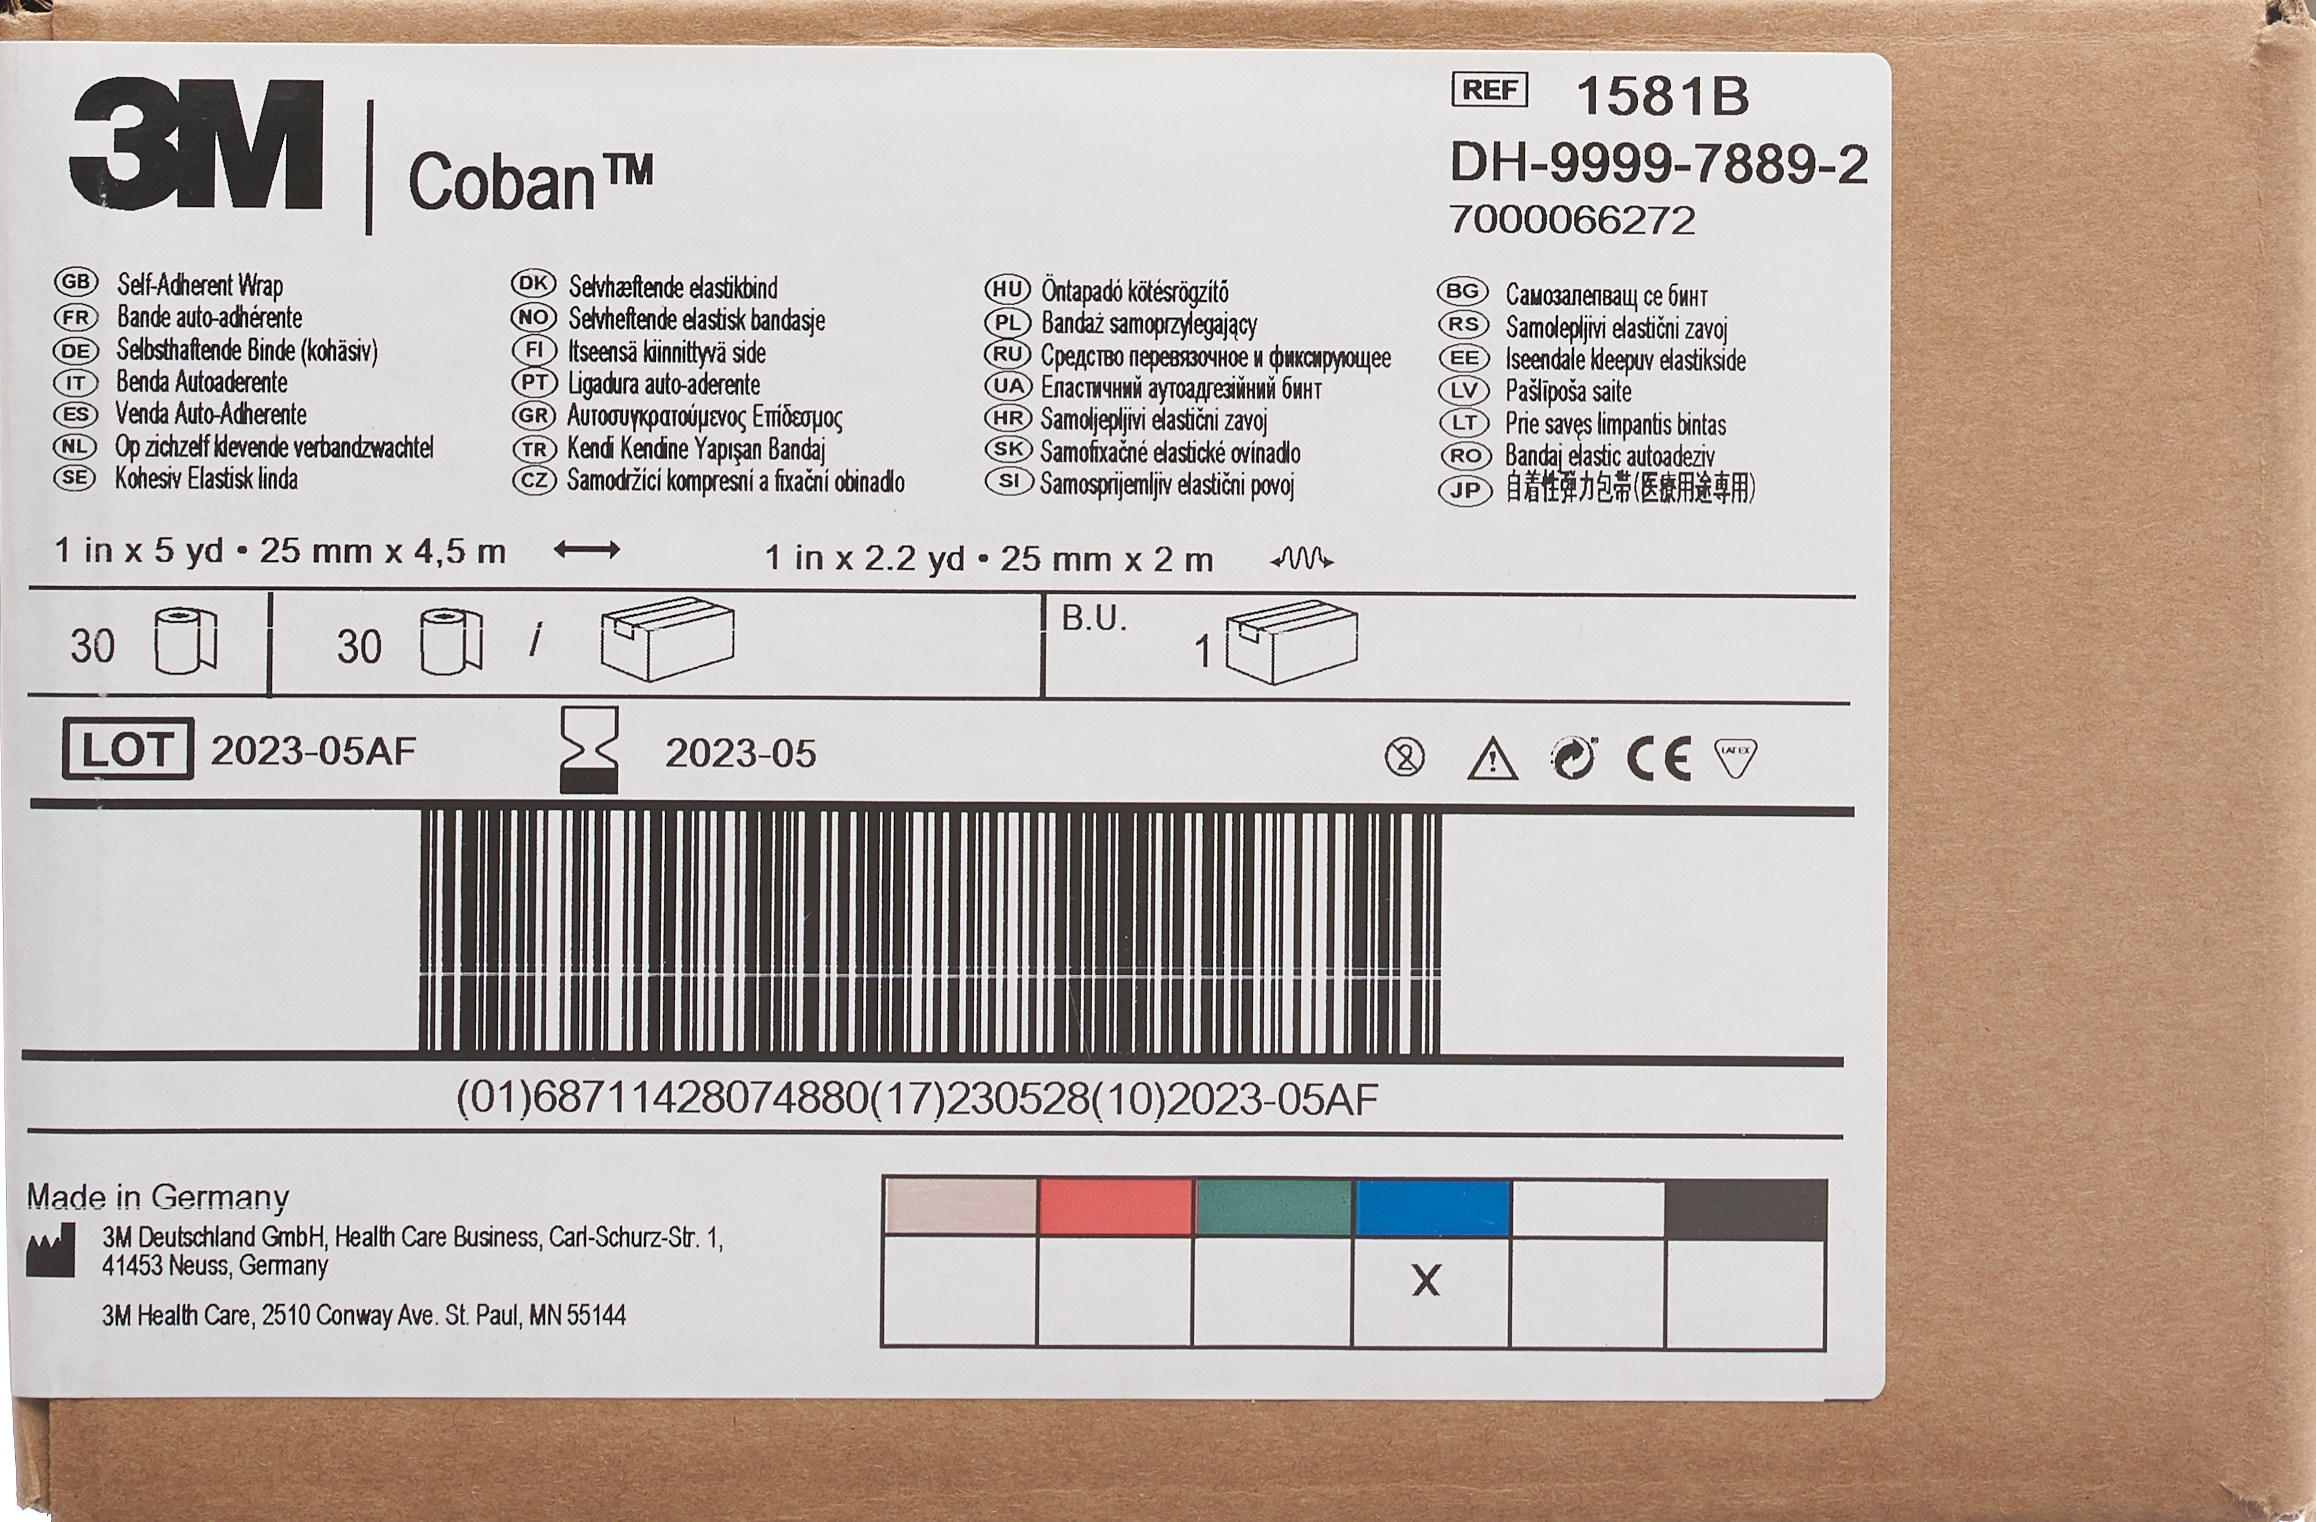 3M | Coban™
REF 1581B
DH-9999-7889-2
7000066272
GB Self-Adherent Wrap
FR Bande auto-adhérente
DE Selbsthaftende Binde (kohäsiv)
IT Benda Autoaderente
ES Venda Auto-Adherente
NL Op zichzelf klevende verbandzwachtel
SE Kohesiv Elastisk linda
DK Selvhæftende elastikbind
NO Selvheftende elastisk bandasje
FI Itseensä kiinnittyvä side
PT Ligadura auto-aderente
GR Αυτοσυγκρατούμενος Επίδεσμος
TR Kendi Kendine Yapışan Bandaj
CZ Samodržící kompresní a fixační obinadlo
HU Öntapadó kötésrögzítő
PL Bandaż samoprzylegający
RU Средство перевязочное и фиксирующее
UA Еластичний аутоадгезійний бинт
HR Samoljepljivi elastični zavoj
SK Samofixačné elastické ovínadlo
SI Samosprijemljiv elastični povoj
BG Самозалепващ се бинт
RS Samolepljivi elastični zavoj
EE Iseendale kleepuv elastikside
LV Pašlīpoša saite
LT Prie savęs limpantis bintas
RO Bandaj elastic autoadeziv
JP 自着性弾力包帯(医療用途専用)
1 in x 5 yd • 25 mm x 4,5 m
1 in x 2.2 yd • 25 mm x 2 m
30
30 /
B.U. 1
LOT 2023-05AF
2023-05
2
CE
LATEX
(01)68711428074880(17)230528(10)2023-05AF
Made in Germany
3M Deutschland GmbH, Health Care Business, Carl-Schurz-Str. 1,
41453 Neuss, Germany
3M Health Care, 2510 Conway Ave. St. Paul, MN 55144
X